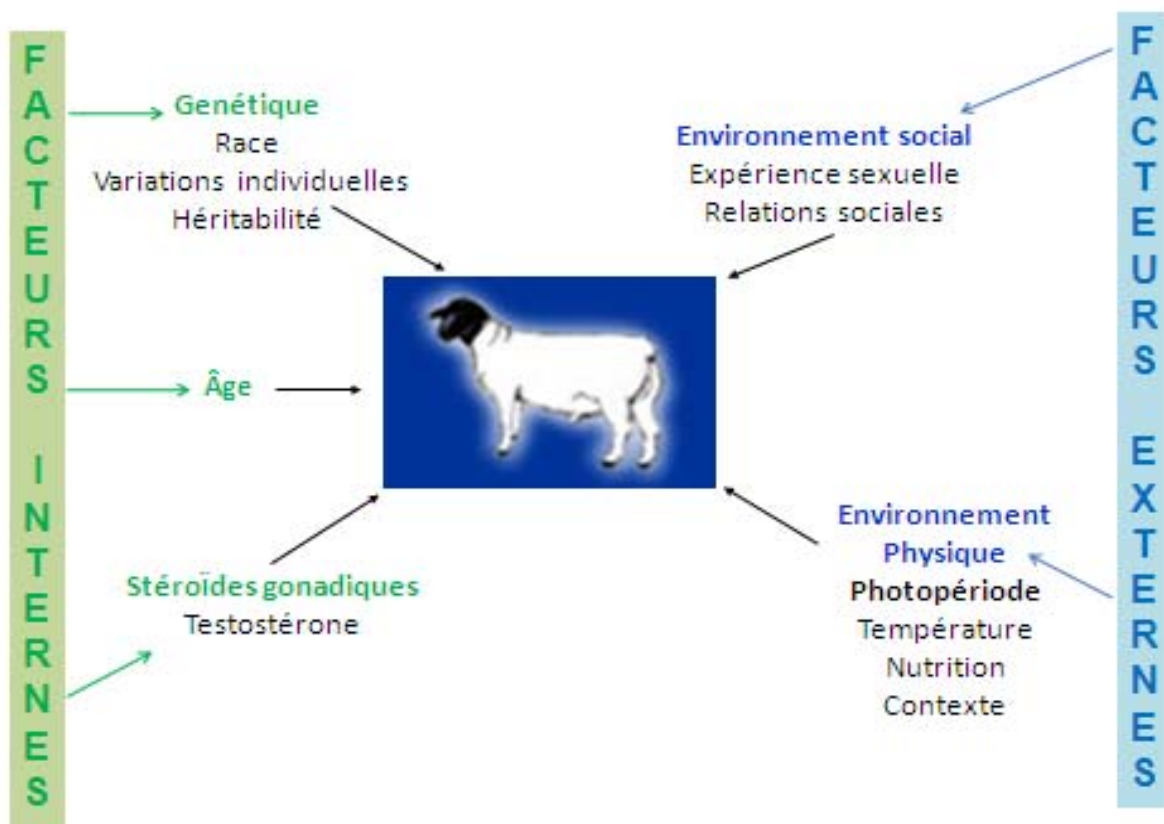 FACTEURS INTERNES
Genétique
Race
Variations individuelles
Héritabilité
Âge
Stéroïdes gonadiques
Testostérone
Environnement social
Expérience sexuelle
Relations sociales
Environnement
Physique
Photopériode
Température
Nutrition
Contexte
FACTEURS EXTERNES